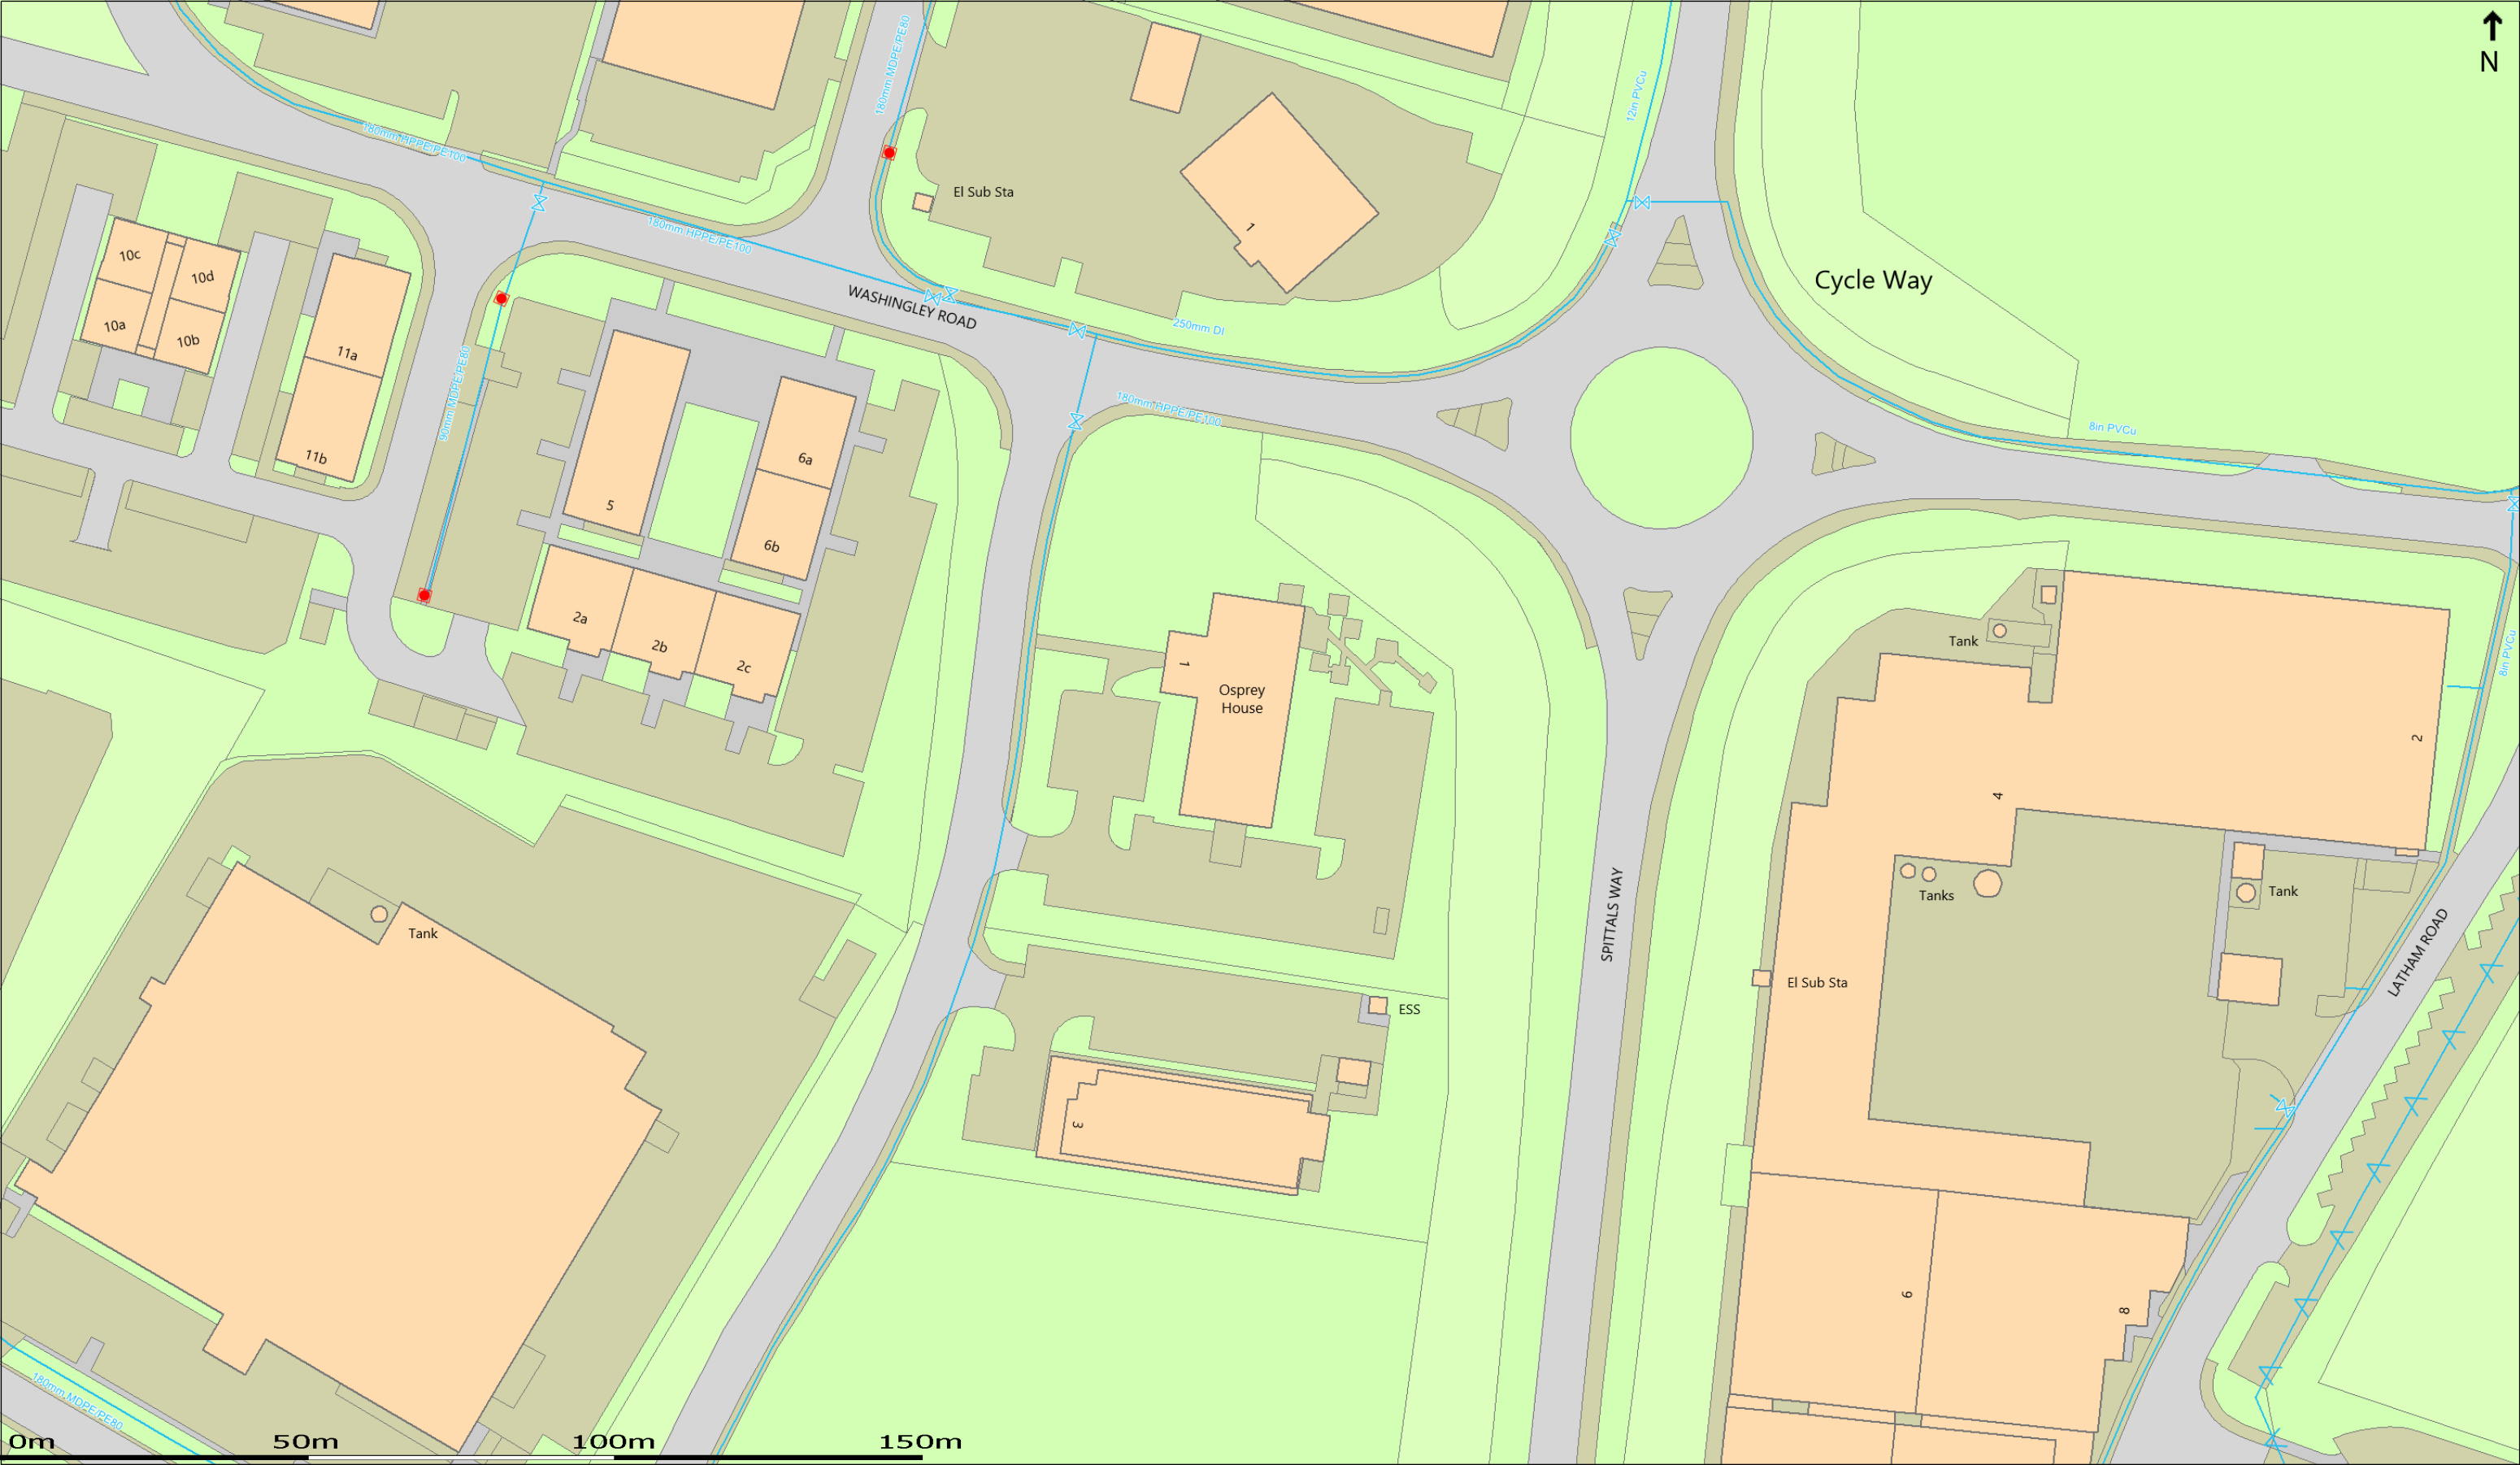 180mm MDPE/PE80
12in PVCu
N
180mm HPPE/PE100
El Sub Sta
1
180mm HPPE/PE100
10c
10d
10a
10b
11a
11b
WASHINGLEY ROAD
250mm DI
Cycle Way
90mm MDPE/PE80
180mm HPPE/PE100
8in PVCu
5
6a
6b
2a
2b
2c
1
Osprey
House
Tank
8in PVCu
2
4
Tanks
Tank
Tank
SPITTALS WAY
LATHAM ROAD
El Sub Sta
ESS
3
6
8
180mm MDPE/PE80
0m
50m
100m
150m